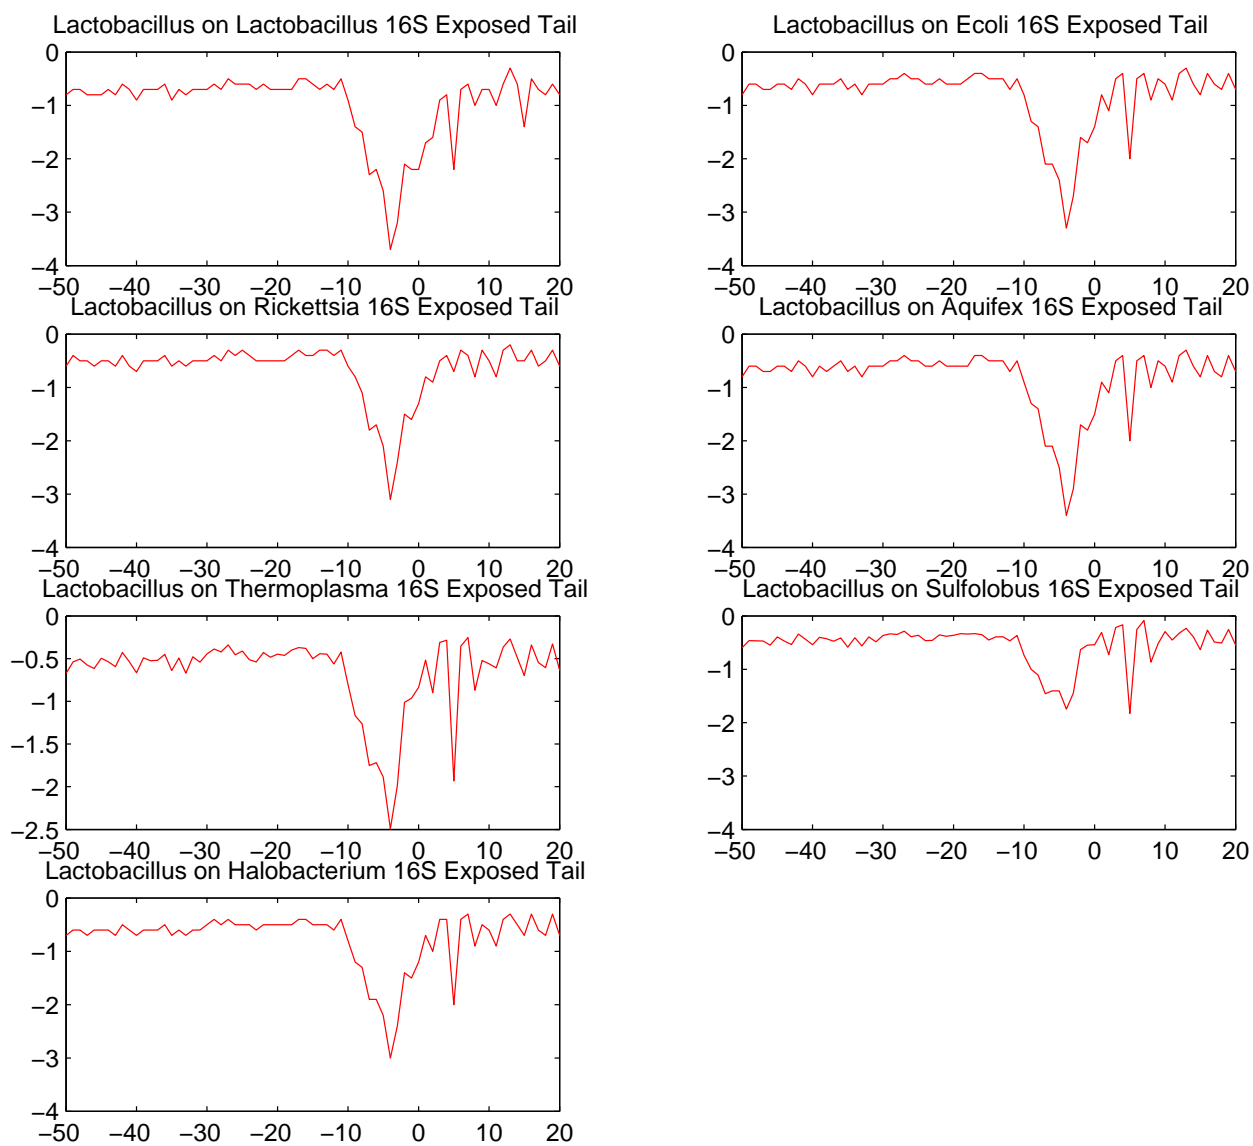 Lactobacillus on Lactobacillus 16S Exposed Tail
0
−1
−2
−3
−4
−50 −40 −30 −20 −10 0 10 20
Lactobacillus on Ecoli 16S Exposed Tail
0
−1
−2
−3
−4
−50 −40 −30 −20 −10 0 10 20
Lactobacillus on Rickettsia 16S Exposed Tail
0
−1
−2
−3
−4
−50 −40 −30 −20 −10 0 10 20
Lactobacillus on Aquifex 16S Exposed Tail
0
−1
−2
−3
−4
−50 −40 −30 −20 −10 0 10 20
Lactobacillus on Thermoplasma 16S Exposed Tail
0
−0.5
−1
−1.5
−2
−2.5
−50 −40 −30 −20 −10 0 10 20
Lactobacillus on Sulfolobus 16S Exposed Tail
0
−1
−2
−3
−4
−50 −40 −30 −20 −10 0 10 20
Lactobacillus on Halobacterium 16S Exposed Tail
0
−1
−2
−3
−4
−50 −40 −30 −20 −10 0 10 20